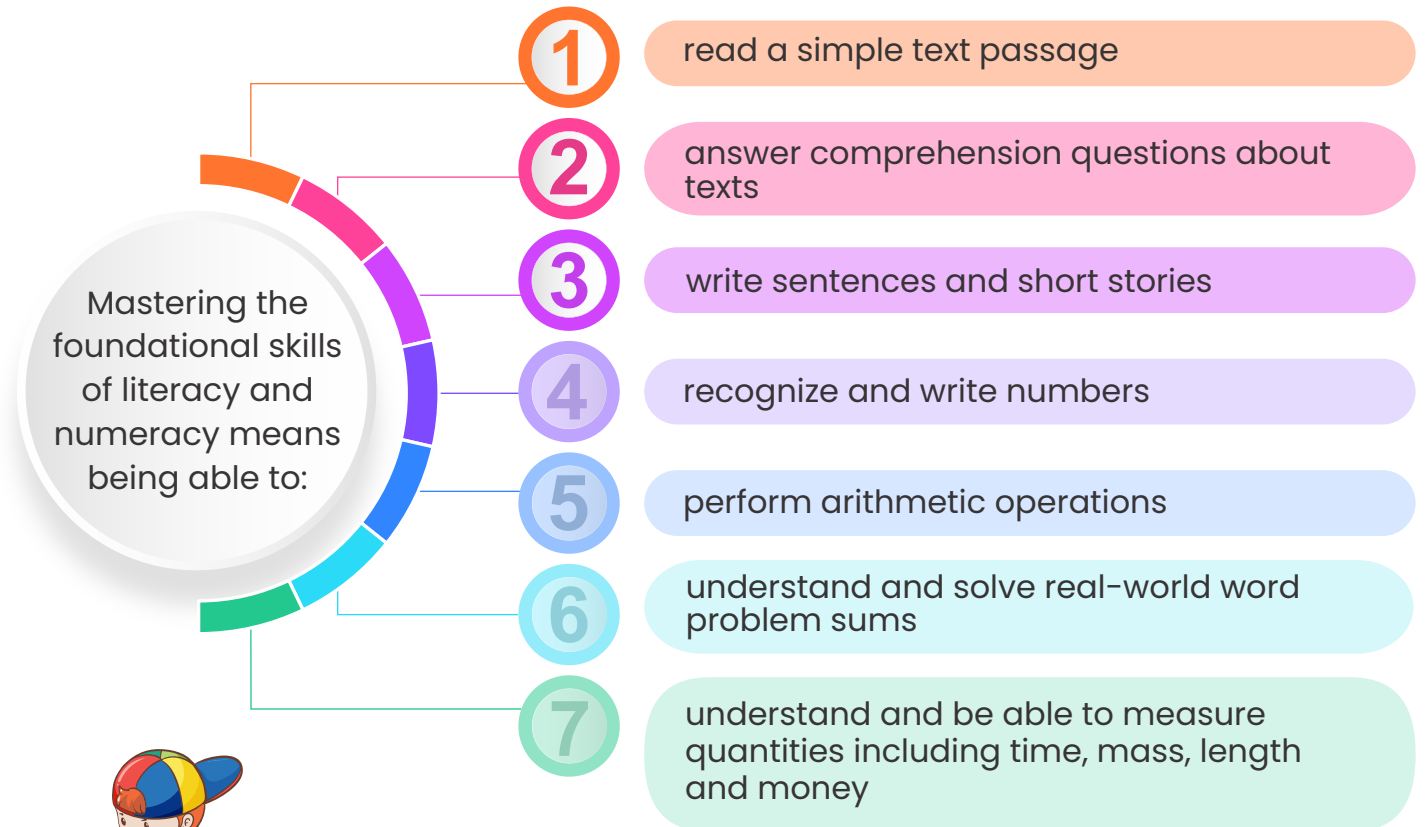 Mastering the
foundational skills
of literacy and
numeracy means
being able to:
1
read a simple text passage
2
answer comprehension questions about
texts
3
write sentences and short stories
4
recognize and write numbers
5
perform arithmetic operations
6
understand and solve real-world word
problem sums
7
understand and be able to measure
quantities including time, mass, length
and money